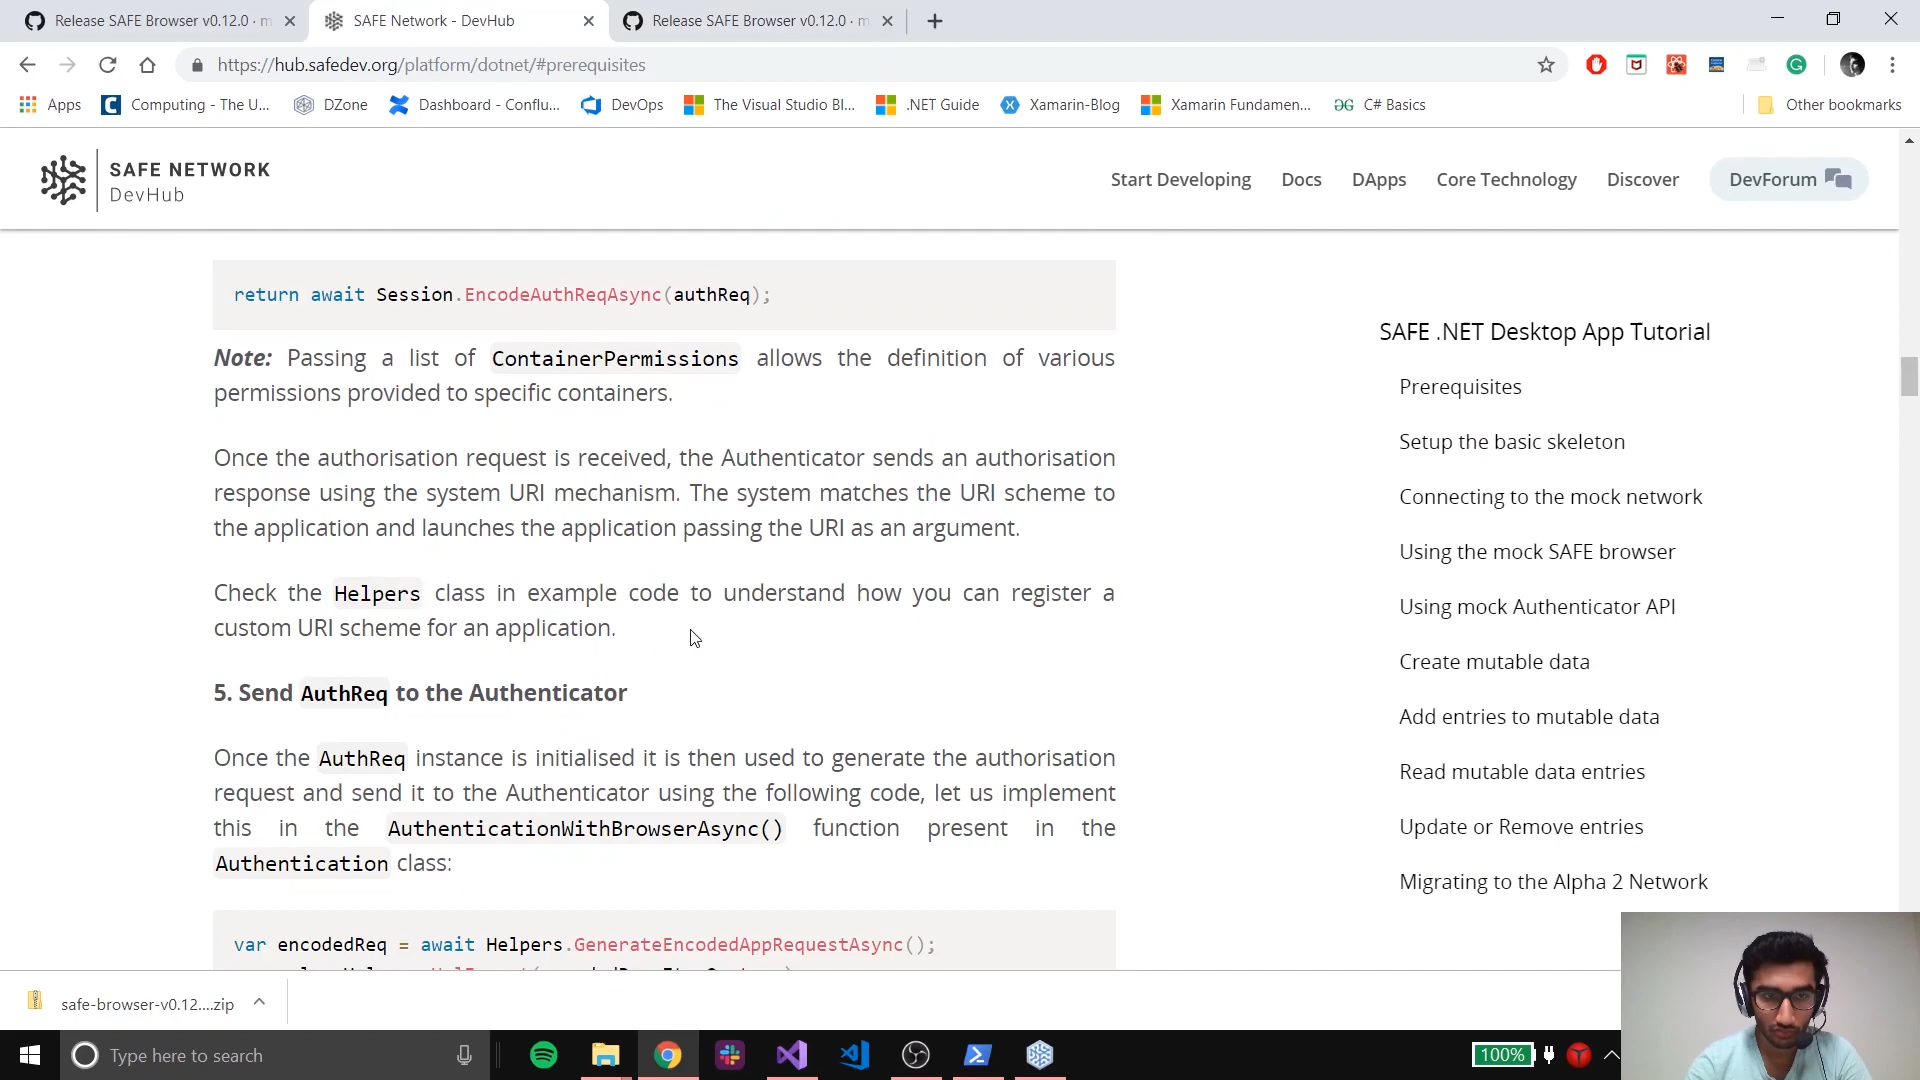 Release SAFE Browser v0.12.0 · m
SAFE Network - DevHub
Release SAFE Browser v0.12.0 · m
https://hub.safedev.org/platform/dotnet/#prerequisites
Apps
Computing - The U...
DZone
Dashboard - Conflu...
DevOps
The Visual Studio Bl...
.NET Guide
Xamarin-Blog
Xamarin Fundamen...
C# Basics
Other bookmarks
SAFE NETWORK
DevHub
Start Developing
Docs
DApps
Core Technology
Discover
DevForum
return await Session.EncodeAuthReqAsync(authReq);
Note: Passing a list of ContainerPermissions allows the definition of various
permissions provided to specific containers.
Once the authorisation request is received, the Authenticator sends an authorisation
response using the system URI mechanism. The system matches the URI scheme to
the application and launches the application passing the URI as an argument.
Check the Helpers class in example code to understand how you can register a
custom URI scheme for an application.
5. Send AuthReq to the Authenticator
Once the AuthReq instance is initialised it is then used to generate the authorisation
request and send it to the Authenticator using the following code, let us implement
this in the AuthenticationWithBrowserAsync() function present in the
Authentication class:
var encodedReq = await Helpers.GenerateEncodedAppRequestAsync();
SAFE .NET Desktop App Tutorial
Prerequisites
Setup the basic skeleton
Connecting to the mock network
Using the mock SAFE browser
Using mock Authenticator API
Create mutable data
Add entries to mutable data
Read mutable data entries
Update or Remove entries
Migrating to the Alpha 2 Network
safe-browser-v0.12....zip
Type here to search
100%